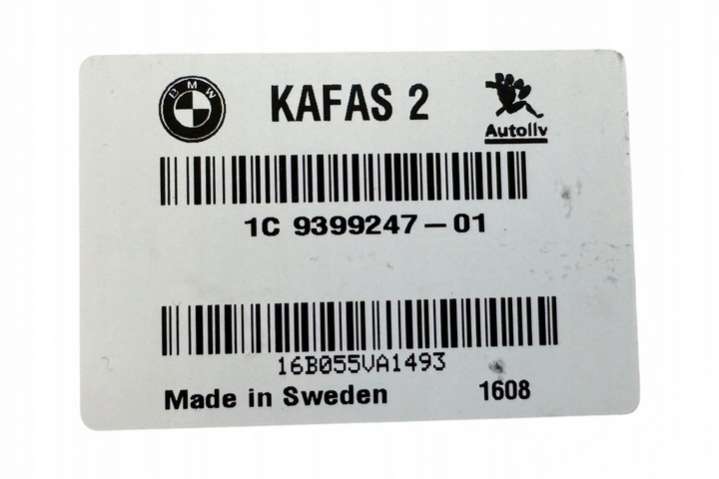 BMW
KAFAS 2
Autoliv
1C 9399247-01
16B055VA1493
Made in Sweden 1608